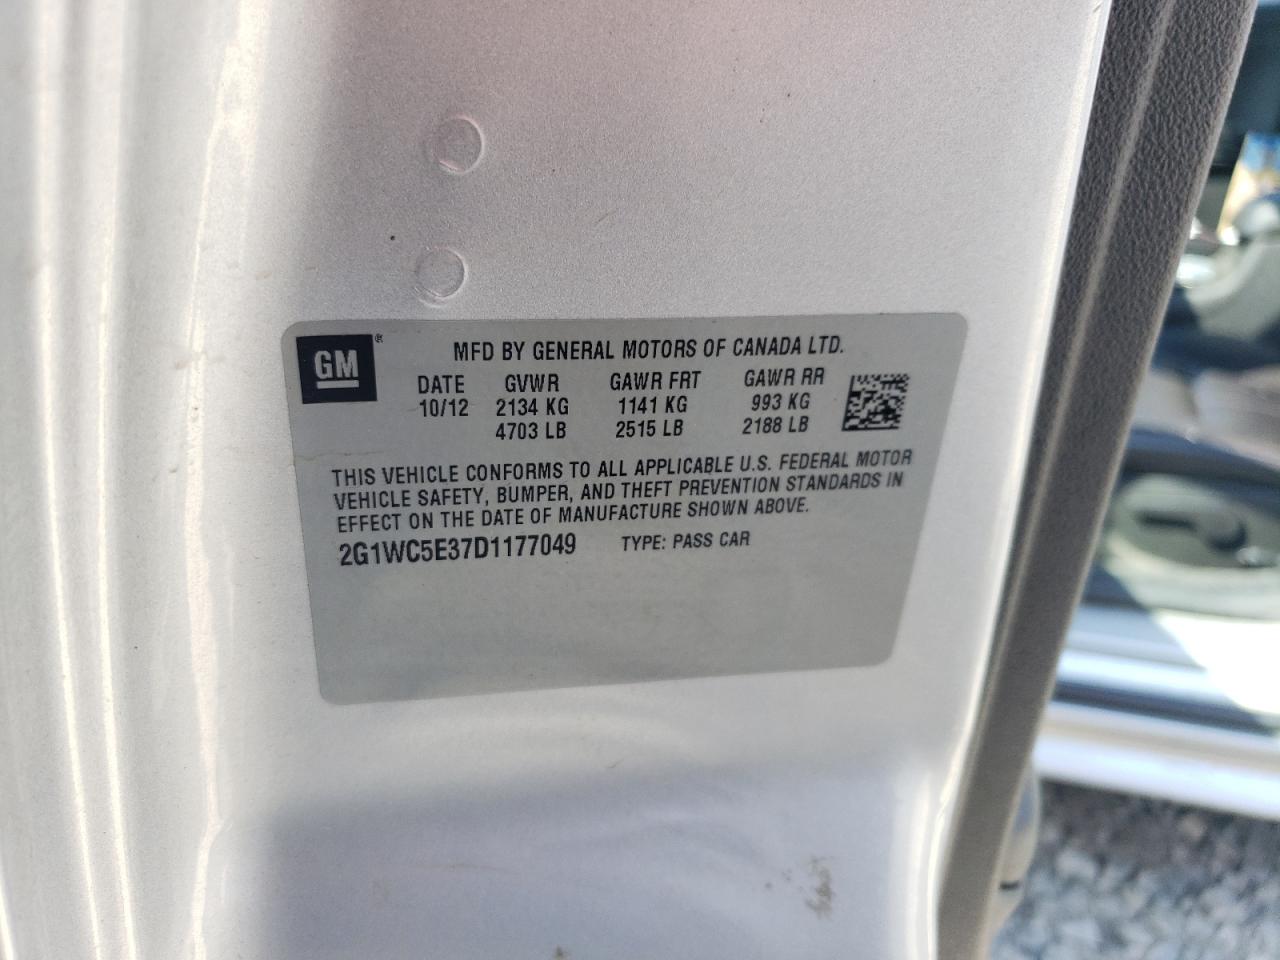 GM ®
MFD BY GENERAL MOTORS OF CANADA LTD.
DATE GVWR GAWR FRT GAWR RR
10/12 2134 KG 1141 KG 993 KG
4703 LB 2515 LB 2188 LB
THIS VEHICLE CONFORMS TO ALL APPLICABLE U.S. FEDERAL MOTOR
VEHICLE SAFETY, BUMPER, AND THEFT PREVENTION STANDARDS IN
EFFECT ON THE DATE OF MANUFACTURE SHOWN ABOVE.
2G1WC5E37D1177049 TYPE: PASS CAR